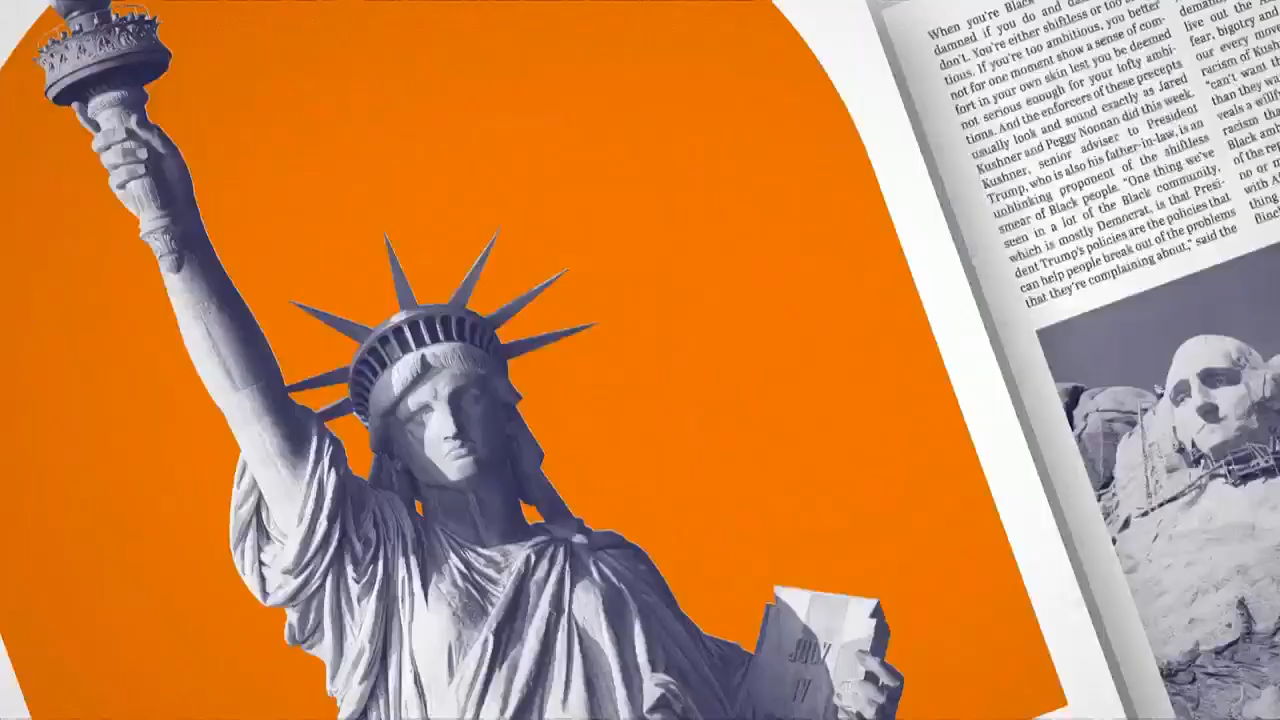 When you're Black
damned if you do and da
don't. You're either shiftless or too
tious. If you're too ambitious, you better
not for one moment show a sense of com-
fort in your own skin lest you be deemed
not serious enough for your lofty ambi-
tions. And the enforcers of these precepts
usually look and sound exactly as Jared
Kushner and Peggy Noonan did this week.
Kushner, senior adviser to President
Trump, who is also his father-in-law, is an
unblinking proponent of the shiftless
smear of Black people. "One thing we've
seen in a lot of the Black community,
which is mostly Democrat, is that Presi-
dent Trump's policies are the policies that
can help people break out of the problems
that they're complaining about," said the
live out the
fear, bigotry and
our every move
racism of Kush
"can't want th
than they wa
veals a willf
racism tha
Black amb
of the rep
no or m
with A
thing
JULY
IV